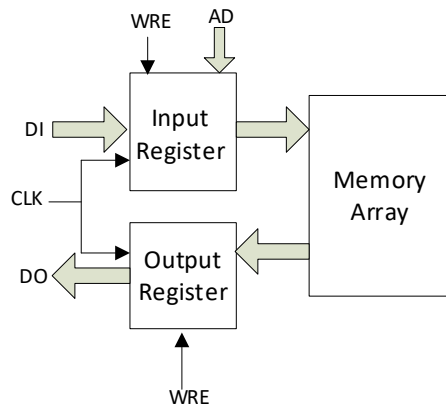 WRE
AD
DI
Input
Register
CLK
Memory
Array
DO
Output
Register
WRE